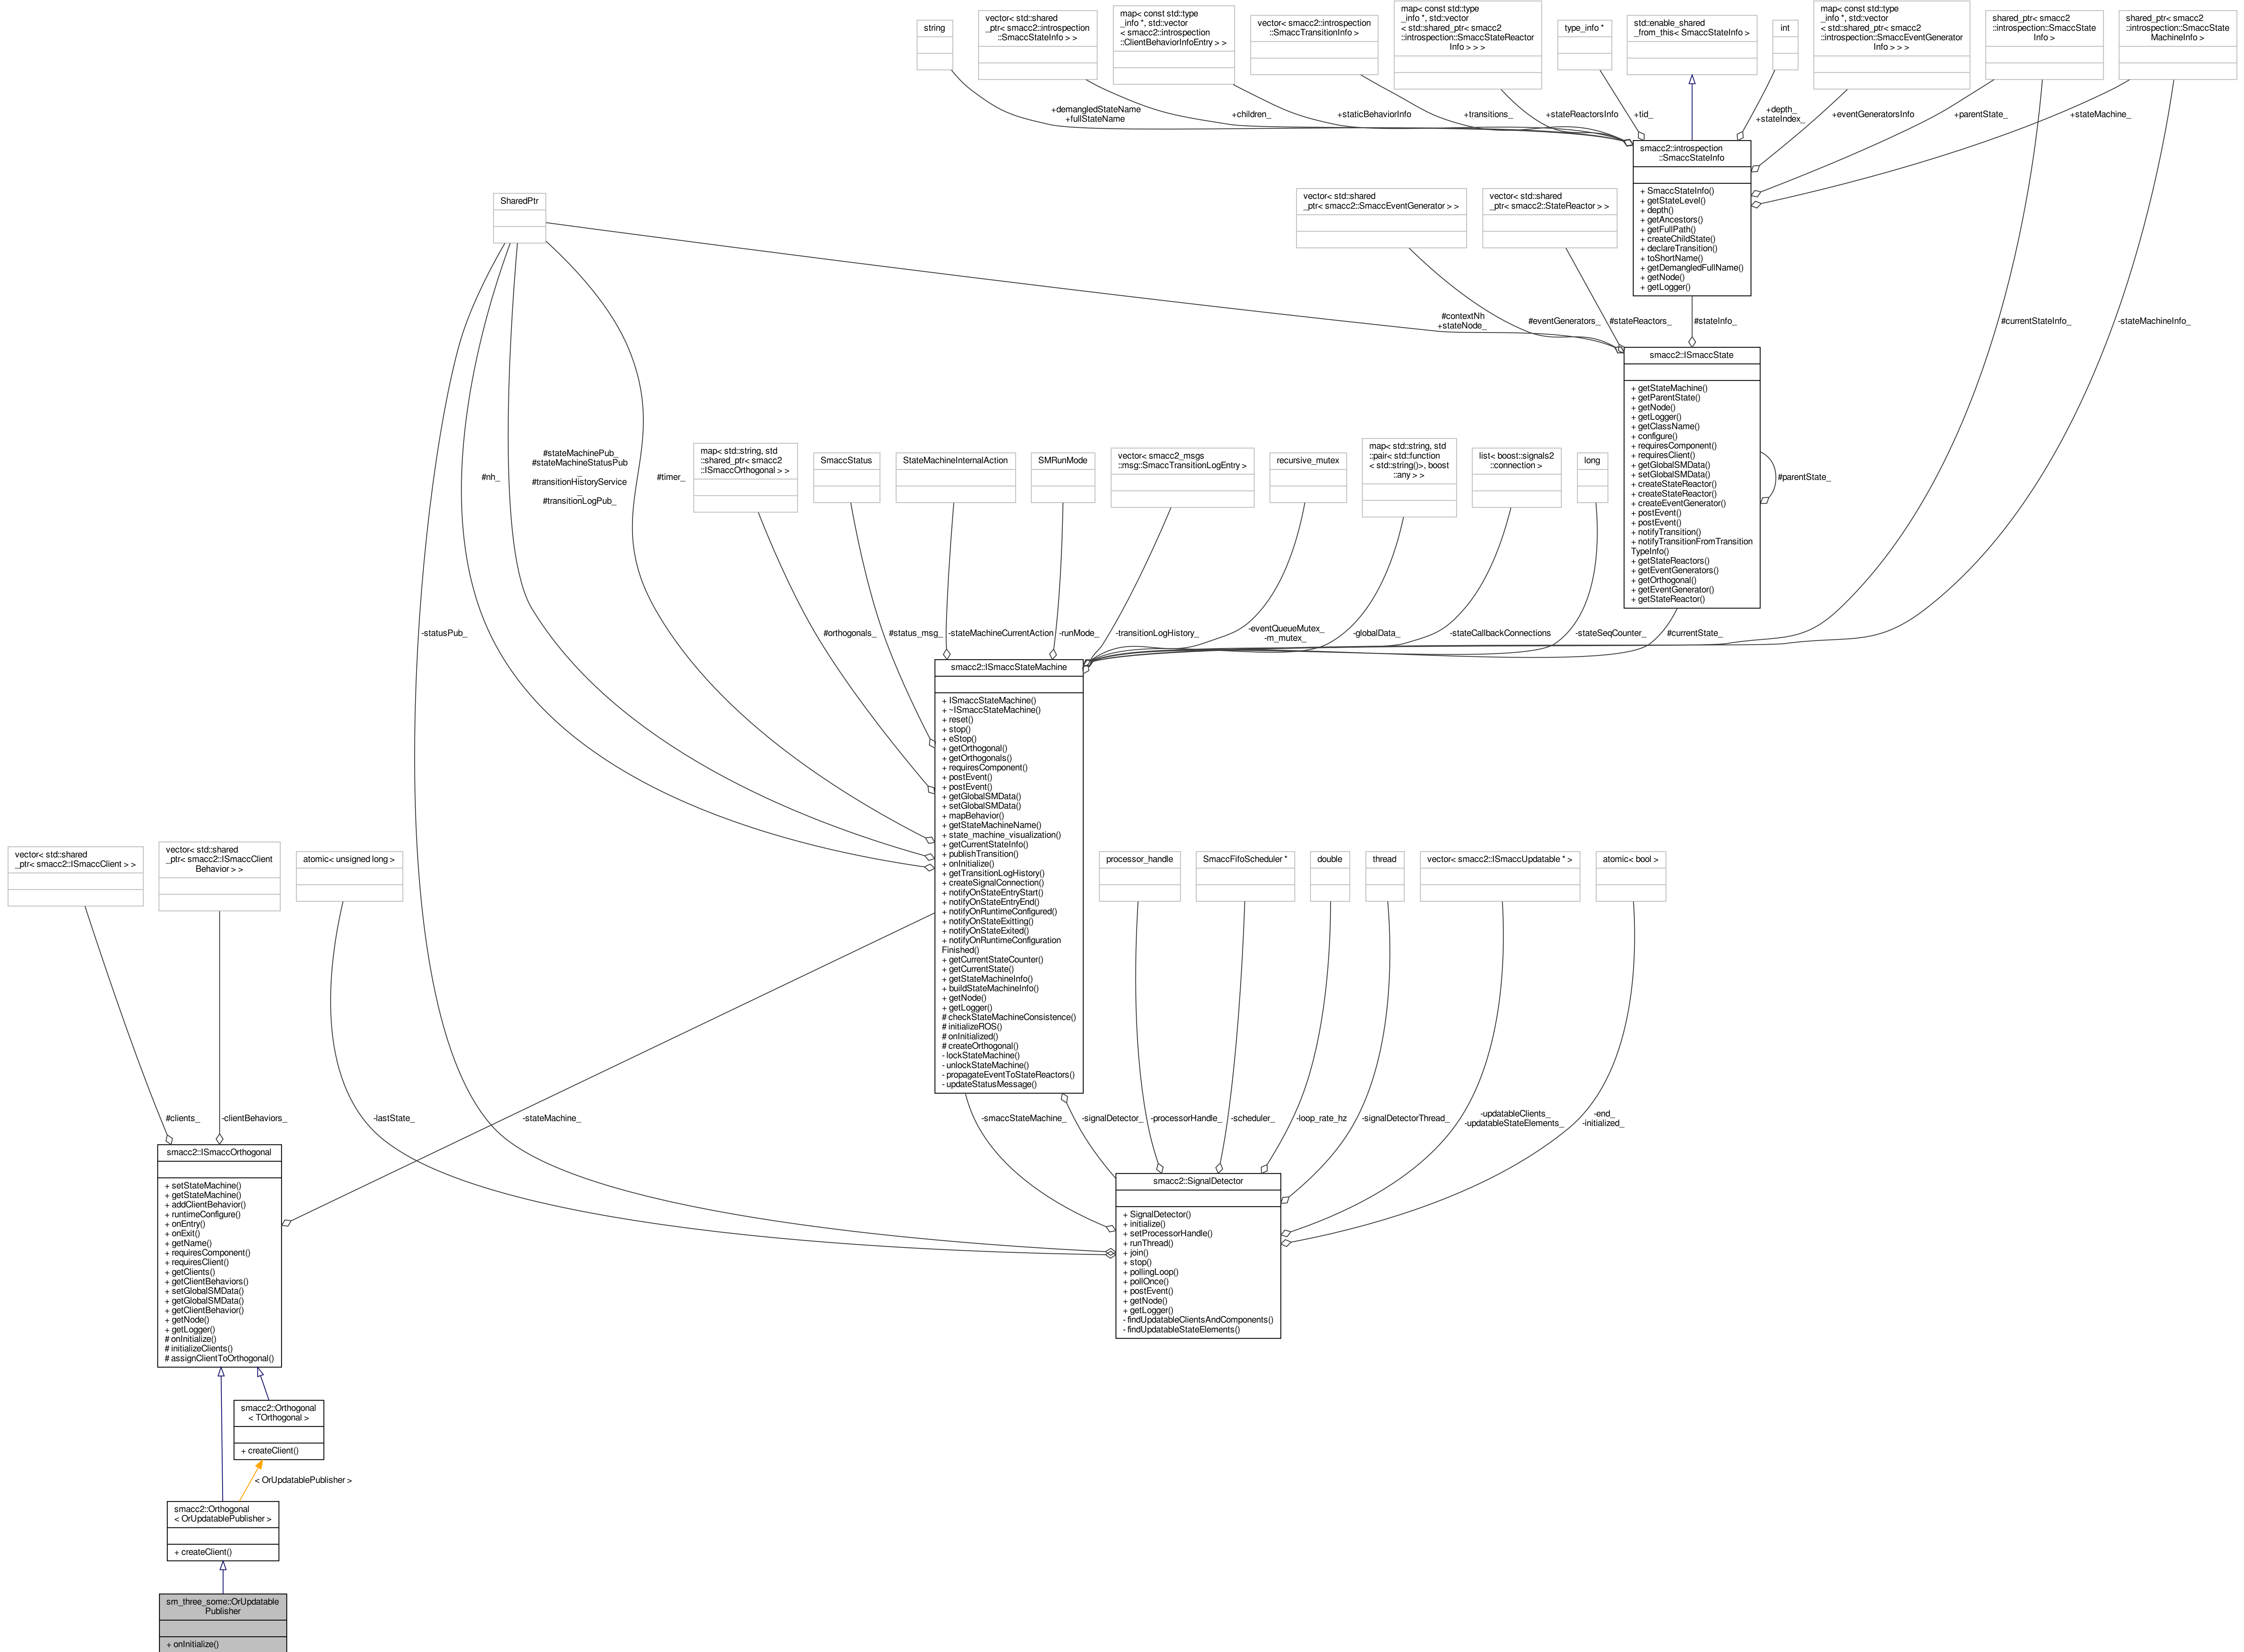 string
vector< std::shared
_ptr< smacc2::introspection
::SmaccStateInfo > >
map< const std::type
_info *, std::vector
< smacc2::introspection
::ClientBehaviorInfoEntry > >
vector< smacc2::introspection
::SmaccTransitionInfo >
map< const std::type
_info *, std::vector
< std::shared_ptr< smacc2
::introspection::SmaccStateReactor
Info > > >
type_info *
std::enable_shared
_from_this< SmaccStateInfo >
int
map< const std::type
_info *, std::vector
< std::shared_ptr< smacc2
::introspection::SmaccEventGenerator
Info > > >
shared_ptr< smacc2
::introspection::SmaccState
Info >
shared_ptr< smacc2
::introspection::SmaccState
MachineInfo >
+demangledStateName
+fullStateName
+children_
+staticBehaviorInfo
+transitions_
+stateReactorsInfo
+tid_
+depth_
+stateIndex_
+eventGeneratorsInfo
+parentState_
+stateMachine_
smacc2::introspection
::SmaccStateInfo
+ SmaccStateInfo()
+ getStateLevel()
+ depth()
+ getAncestors()
+ getFullPath()
+ createChildState()
+ declareTransition()
+ toShortName()
+ getDemangledFullName()
+ getNode()
+ getLogger()
SharedPtr
vector< std::shared
_ptr< smacc2::SmaccEventGenerator > >
vector< std::shared
_ptr< smacc2::StateReactor > >
#contextNh
+stateNode_
#eventGenerators_
#stateReactors_
#stateInfo_
#currentStateInfo_
-stateMachineInfo_
smacc2::ISmaccState
+ getStateMachine()
+ getParentState()
+ getNode()
+ getLogger()
+ getClassName()
+ configure()
+ requiresComponent()
+ requiresClient()
+ getGlobalSMData()
+ setGlobalSMData()
+ createStateReactor()
+ createStateReactor()
+ createEventGenerator()
+ postEvent()
+ postEvent()
+ notifyTransition()
+ notifyTransitionFromTransition
TypeInfo()
+ getStateReactors()
+ getEventGenerators()
+ getOrthogonal()
+ getEventGenerator()
+ getStateReactor()
#parentState_
#nh_
#stateMachinePub_
#stateMachineStatusPub
_
#transitionHistoryService
_
#transitionLogPub_
#timer_
map< std::string, std
::shared_ptr< smacc2
::ISmaccOrthogonal > >
SmaccStatus
StateMachineInternalAction
SMRunMode
vector< smacc2_msgs
::msg::SmaccTransitionLogEntry >
recursive_mutex
map< std::string, std
::pair< std::function
< std::string()>, boost
::any > >
list< boost::signals2
::connection >
long
-statusPub_
#orthogonals_
#status_msg_
-stateMachineCurrentAction
-runMode_
-transitionLogHistory_
-eventQueueMutex_
-m_mutex_
-globalData_
-stateCallbackConnections
-stateSeqCounter_
#currentState_
smacc2::ISmaccStateMachine
+ ISmaccStateMachine()
+ ~ISmaccStateMachine()
+ reset()
+ stop()
+ eStop()
+ getOrthogonal()
+ getOrthogonals()
+ requiresComponent()
+ postEvent()
+ postEvent()
+ getGlobalSMData()
+ setGlobalSMData()
+ mapBehavior()
+ getStateMachineName()
+ state_machine_visualization()
+ getCurrentStateInfo()
+ publishTransition()
+ onInitialize()
+ getTransitionLogHistory()
+ createSignalConnection()
+ notifyOnStateEntryStart()
+ notifyOnStateEntryEnd()
+ notifyOnRuntimeConfigured()
+ notifyOnStateExitting()
+ notifyOnStateExited()
+ notifyOnRuntimeConfiguration
Finished()
+ getCurrentStateCounter()
+ getCurrentState()
+ getStateMachineInfo()
+ buildStateMachineInfo()
+ getNode()
+ getLogger()
# checkStateMachineConsistence()
# initializeROS()
# onInitialized()
# createOrthogonal()
- lockStateMachine()
- unlockStateMachine()
- propagateEventToStateReactors()
- updateStatusMessage()
vector< std::shared
_ptr< smacc2::ISmaccClient > >
vector< std::shared
_ptr< smacc2::ISmaccClient
Behavior > >
atomic< unsigned long >
processor_handle
SmaccFifoScheduler *
double
thread
vector< smacc2::ISmaccUpdatable * >
atomic< bool >
#clients_
-clientBehaviors_
-lastState_
-stateMachine_
-smaccStateMachine_
-signalDetector_
-processorHandle_
-scheduler_
-loop_rate_hz
-signalDetectorThread_
-updatableClients_
-updatableStateElements_
-end_
-initialized_
smacc2::ISmaccOrthogonal
+ setStateMachine()
+ getStateMachine()
+ addClientBehavior()
+ runtimeConfigure()
+ onEntry()
+ onExit()
+ getName()
+ requiresComponent()
+ requiresClient()
+ getClients()
+ getClientBehaviors()
+ setGlobalSMData()
+ getGlobalSMData()
+ getClientBehavior()
+ getNode()
+ getLogger()
# onInitialize()
# initializeClients()
# assignClientToOrthogonal()
smacc2::SignalDetector
+ SignalDetector()
+ initialize()
+ setProcessorHandle()
+ runThread()
+ join()
+ stop()
+ pollingLoop()
+ pollOnce()
+ postEvent()
+ getNode()
+ getLogger()
- findUpdatableClientsAndComponents()
- findUpdatableStateElements()
smacc2::Orthogonal
< TOrthogonal >
+ createClient()
< OrUpdatablePublisher >
smacc2::Orthogonal
< OrUpdatablePublisher >
+ createClient()
sm_three_some::OrUpdatable
Publisher
+ onInitialize()